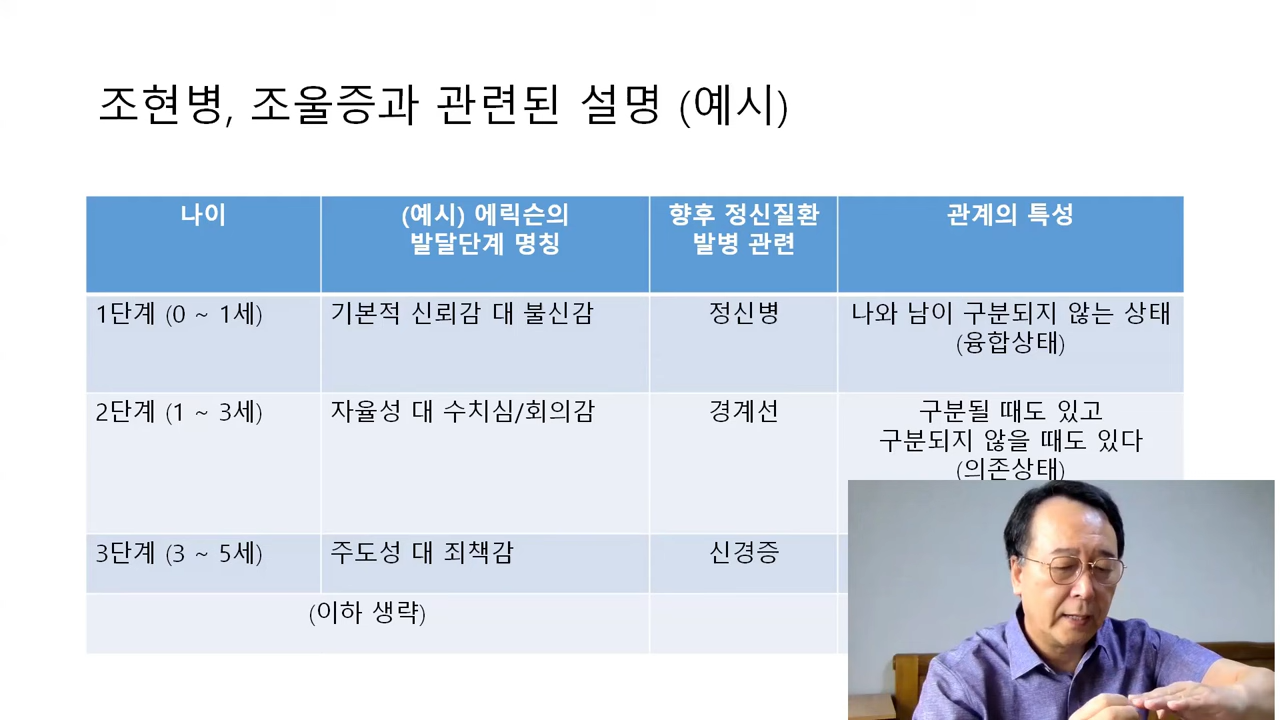 조현병, 조울증과 관련된 설명 (예시)
나이
(예시) 에릭슨의
발달단계 명칭
향후 정신질환
발병 관련
관계의 특성
1단계 (0 ~ 1세)
기본적 신뢰감 대 불신감
정신병
나와 남이 구분되지 않는 상태
(융합상태)
2단계 (1 ~ 3세)
자율성 대 수치심/회의감
경계선
구분될 때도 있고
구분되지 않을 때도 있다
(의존상태)
3단계 (3 ~ 5세)
주도성 대 죄책감
신경증
(이하 생략)